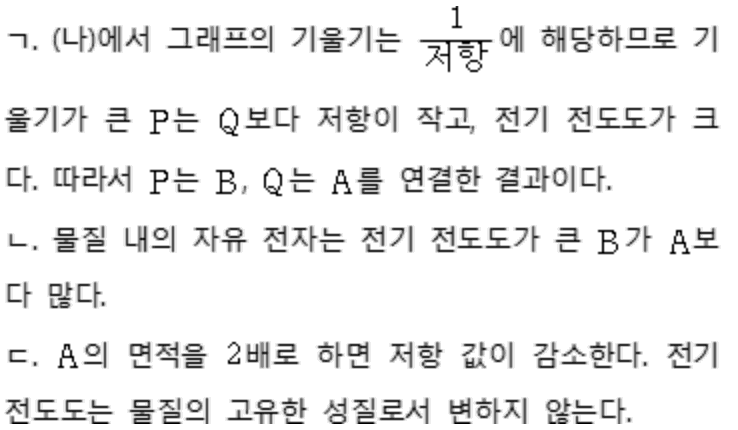 ㄱ. (나)에서 그래프의 기울기는 1/저항 에 해당하므로 기
울기가 큰 P는 Q보다 저항이 작고, 전기 전도도가 크
다. 따라서 P는 B, Q는 A를 연결한 결과이다.
ㄴ. 물질 내의 자유 전자는 전기 전도도가 큰 B가 A보
다 많다.
ㄷ. A의 면적을 2배로 하면 저항 값이 감소한다. 전기
전도도는 물질의 고유한 성질로서 변하지 않는다.